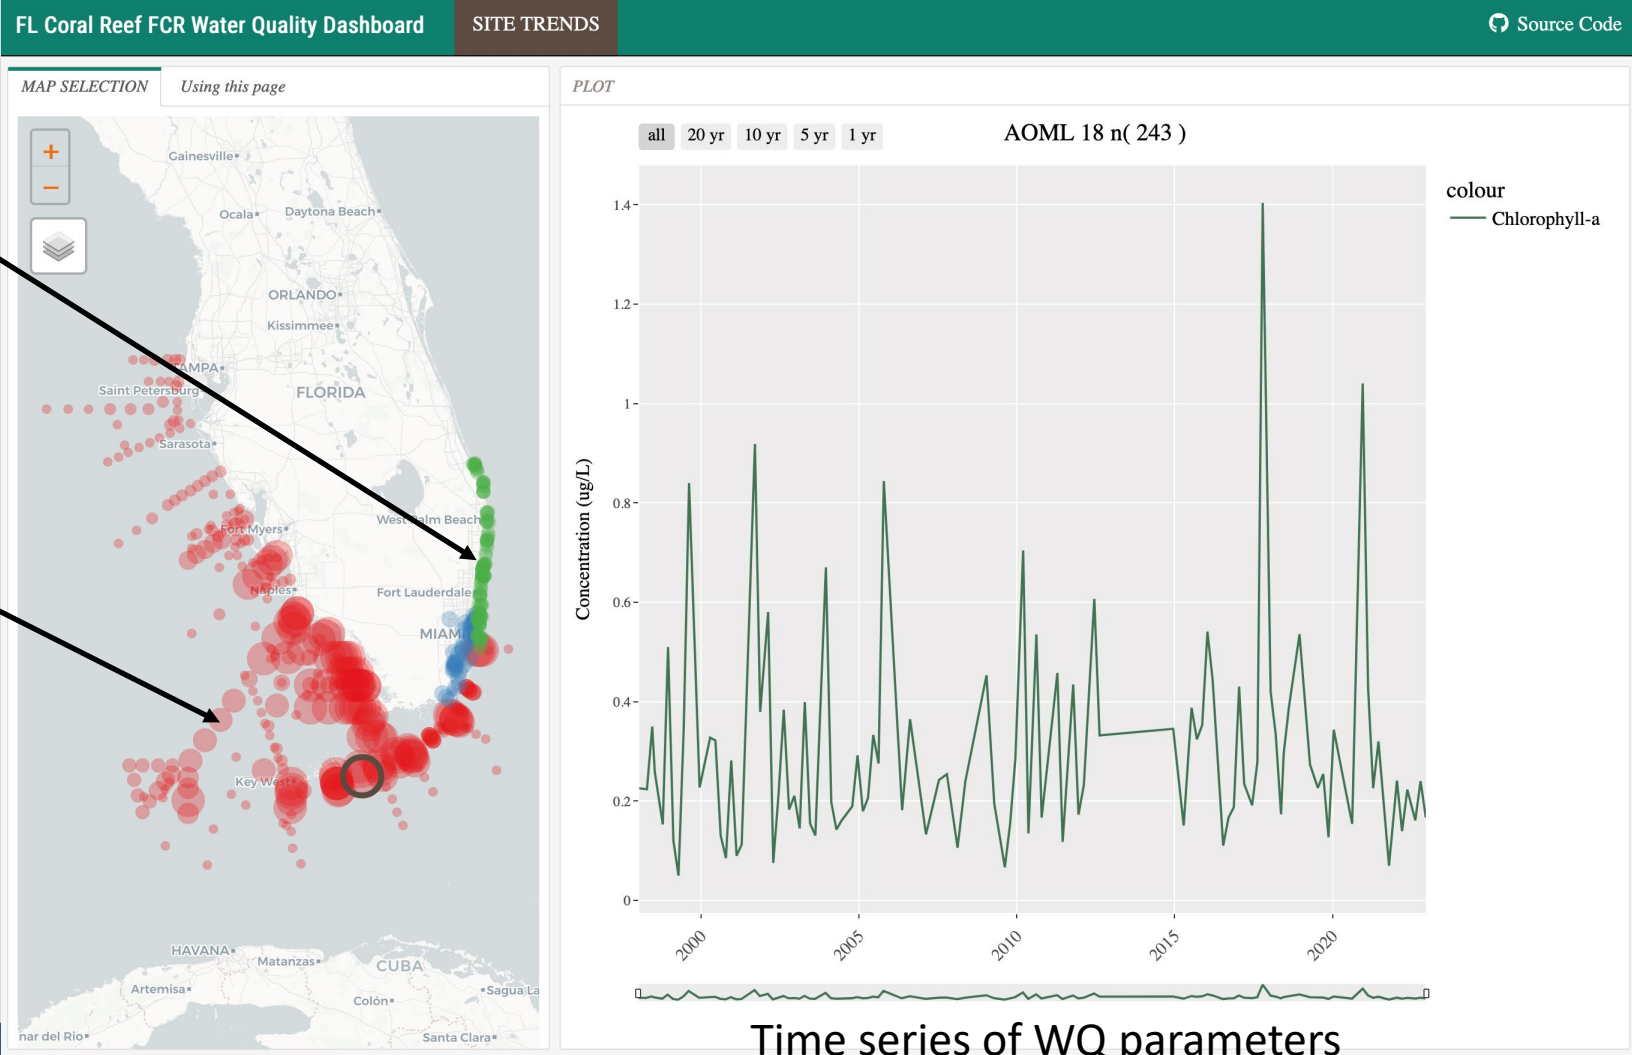 FL Coral Reef FCR Water Quality Dashboard
SITE TRENDS
Source Code
MAP SELECTION
Using this page
PLOT
+
−
Gainesville
Ocala
Daytona Beach
ORLANDO
Kissimmee
TAMPA
Saint Petersburg
FLORIDA
Sarasota
West Palm Beach
Fort Myers
Naples
Fort Lauderdale
MIAMI
Key West
HAVANA
Matanzas
CUBA
Artemisa
Colón
Sagua La
nar del Río
Santa Clara
all 20 yr 10 yr 5 yr 1 yr
AOML 18 n( 243 )
colour
Chlorophyll-a
Concentration (ug/L)
1.4
1.2
1
0.8
0.6
0.4
0.2
0
2000 2005 2010 2015 2020
Time series of WQ parameters